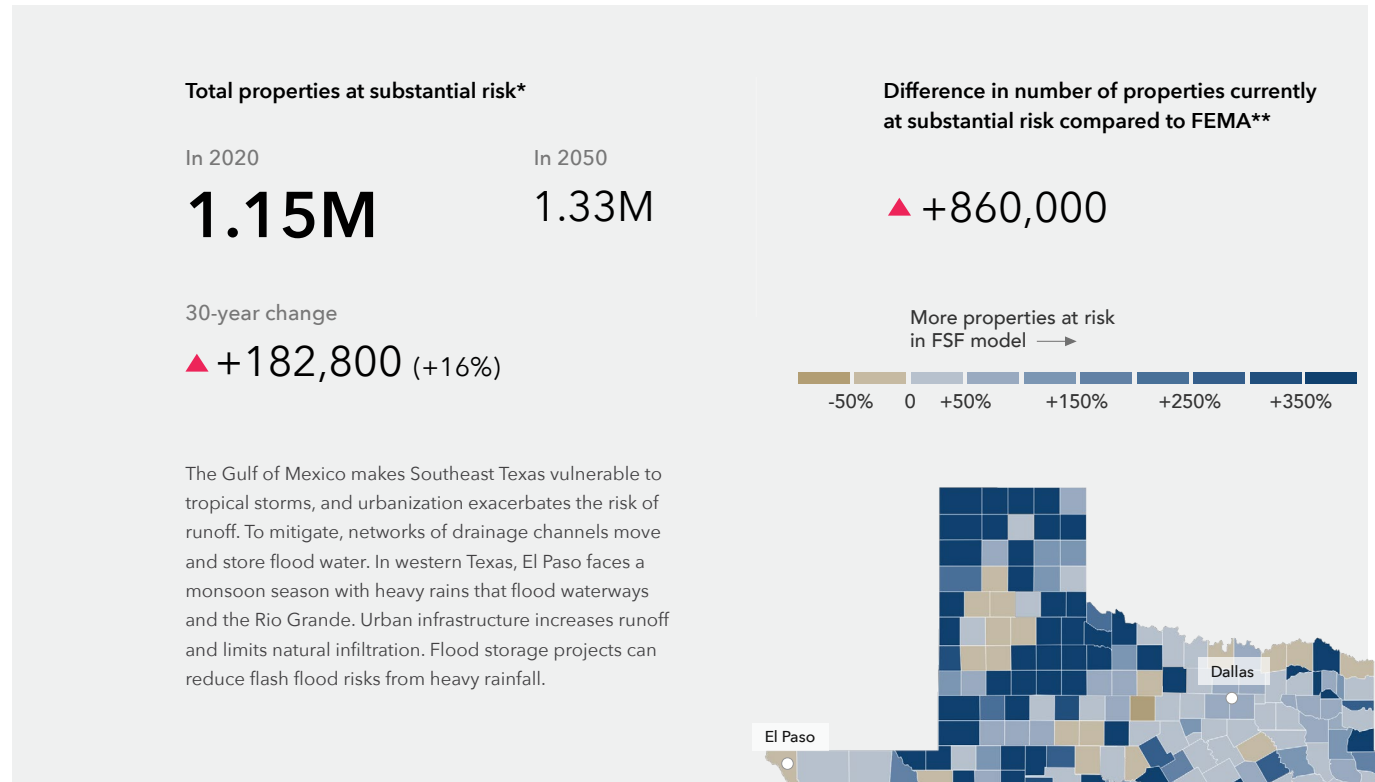 Total properties at substantial risk*
In 2020
1.15M
In 2050
1.33M
30-year change
+182,800 (+16%)
The Gulf of Mexico makes Southeast Texas vulnerable to
tropical storms, and urbanization exacerbates the risk of
runoff. To mitigate, networks of drainage channels move
and store flood water. In western Texas, El Paso faces a
monsoon season with heavy rains that flood waterways
and the Rio Grande. Urban infrastructure increases runoff
and limits natural infiltration. Flood storage projects can
reduce flash flood risks from heavy rainfall.
Difference in number of properties currently
at substantial risk compared to FEMA**
+860,000
More properties at risk
in FSF model
-50% 0 +50% +150% +250% +350%
Dallas
El Paso